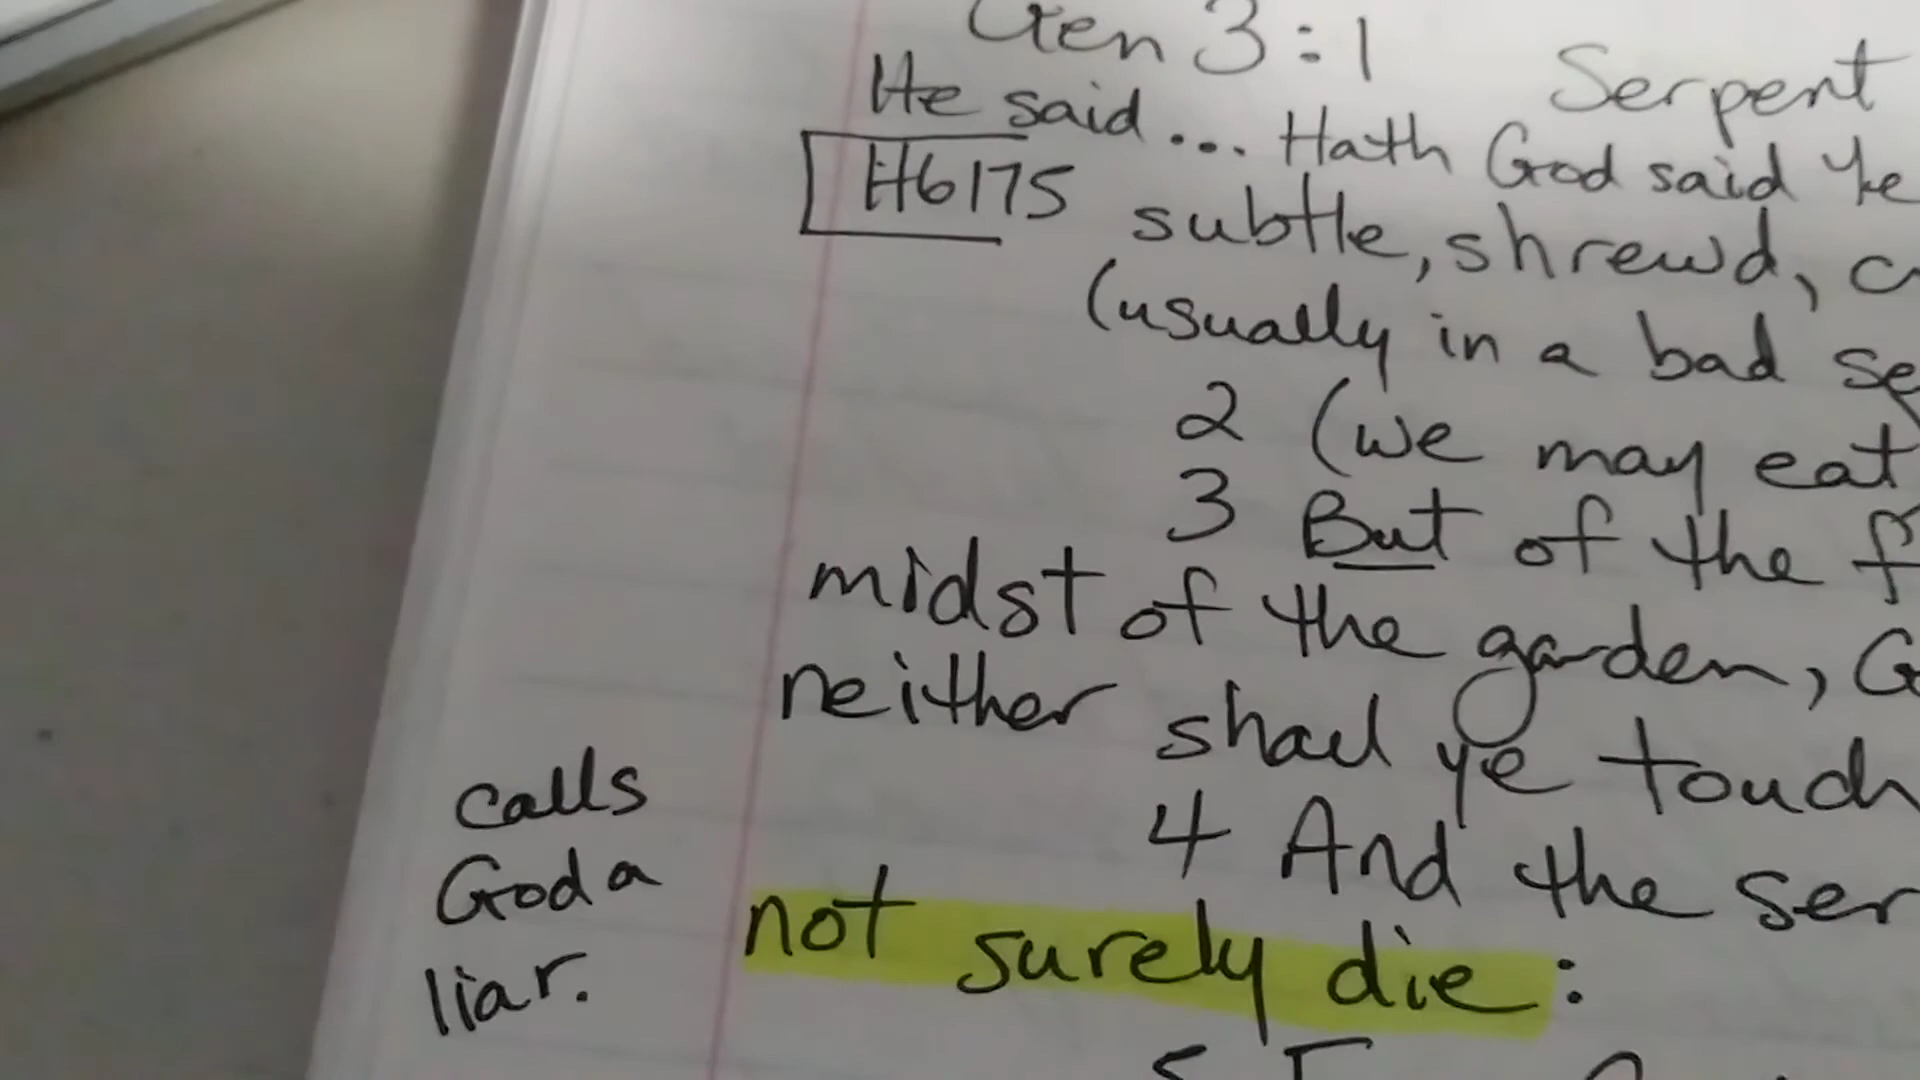 Gen 3:1 Serpent
He said... Hath God said Ye
H6175 subtle, shrewd,
(usually in a bad
2 (we may eat
3 But of the
midst of the garden,
neither shall ye touch
4 And the
calls
God a
liar.
not surely die: